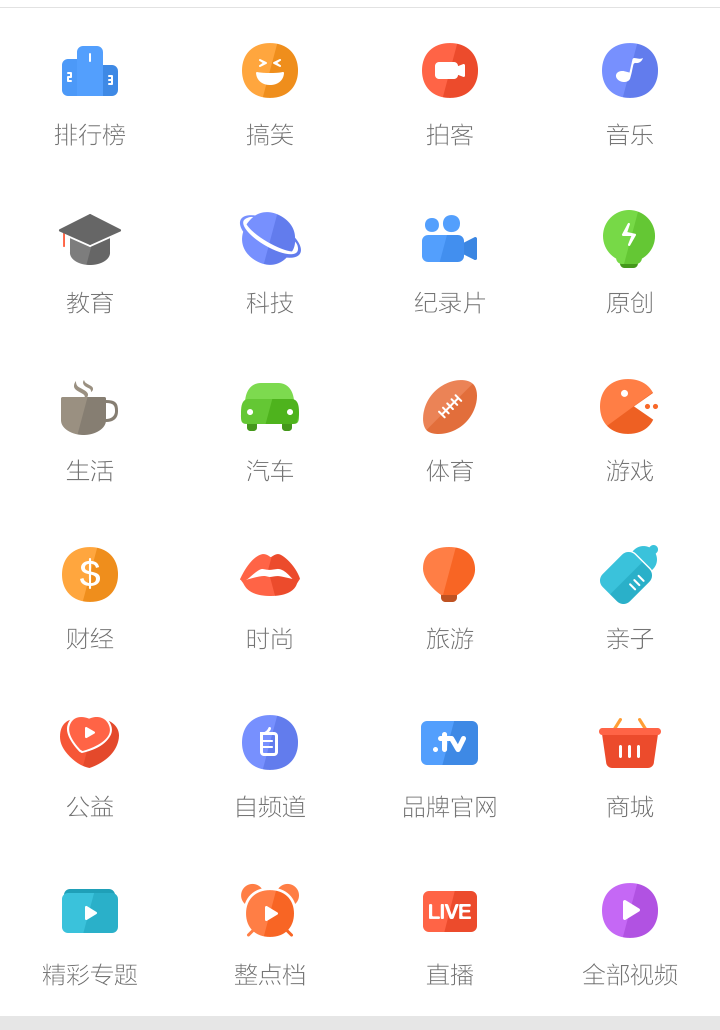 2 1 3
排行榜 搞笑 拍客 音乐
教育 科技 纪录片 原创
生活 汽车 体育 游戏
$
财经 时尚 旅游 亲子
.tv
公益 自频道 品牌官网 商城
LIVE
精彩专题 整点档 直播 全部视频